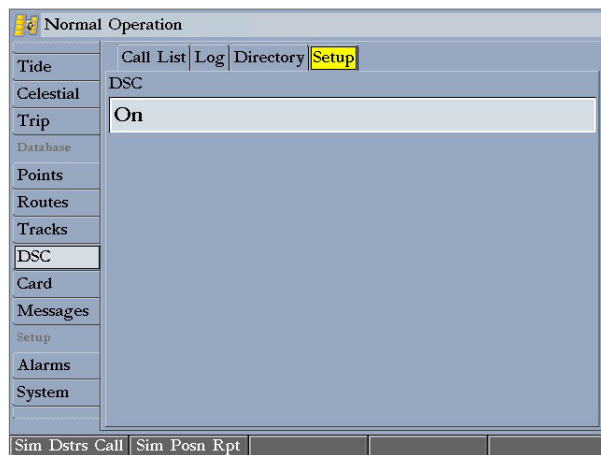 Normal Operation
Call List Log Directory Setup
Tide
Celestial
Trip
Database
Points
Routes
Tracks
DSC
Card
Messages
Setup
Alarms
System
DSC
On
Sim Dstrs Call Sim Posn Rpt